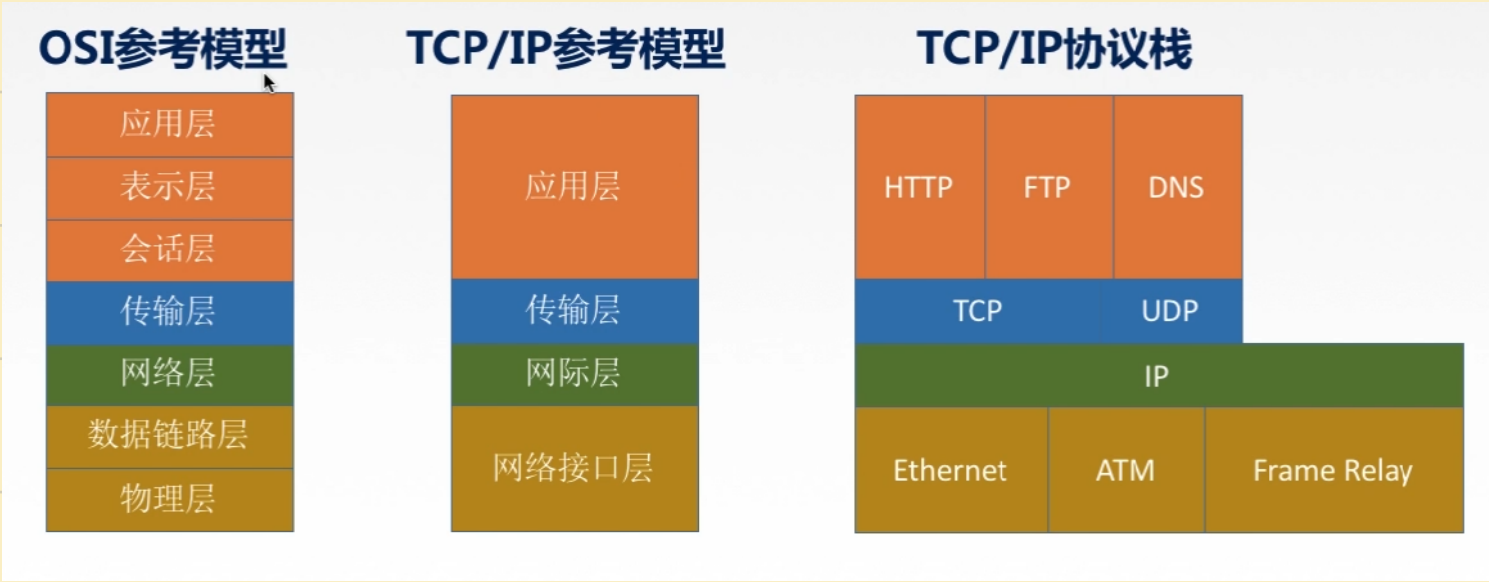 OSI参考模型
应用层
表示层
会话层
传输层
网络层
数据链路层
物理层
TCP/IP参考模型
应用层
传输层
网际层
网络接口层
TCP/IP协议栈
HTTP FTP DNS
TCP UDP
IP
Ethernet ATM Frame Relay